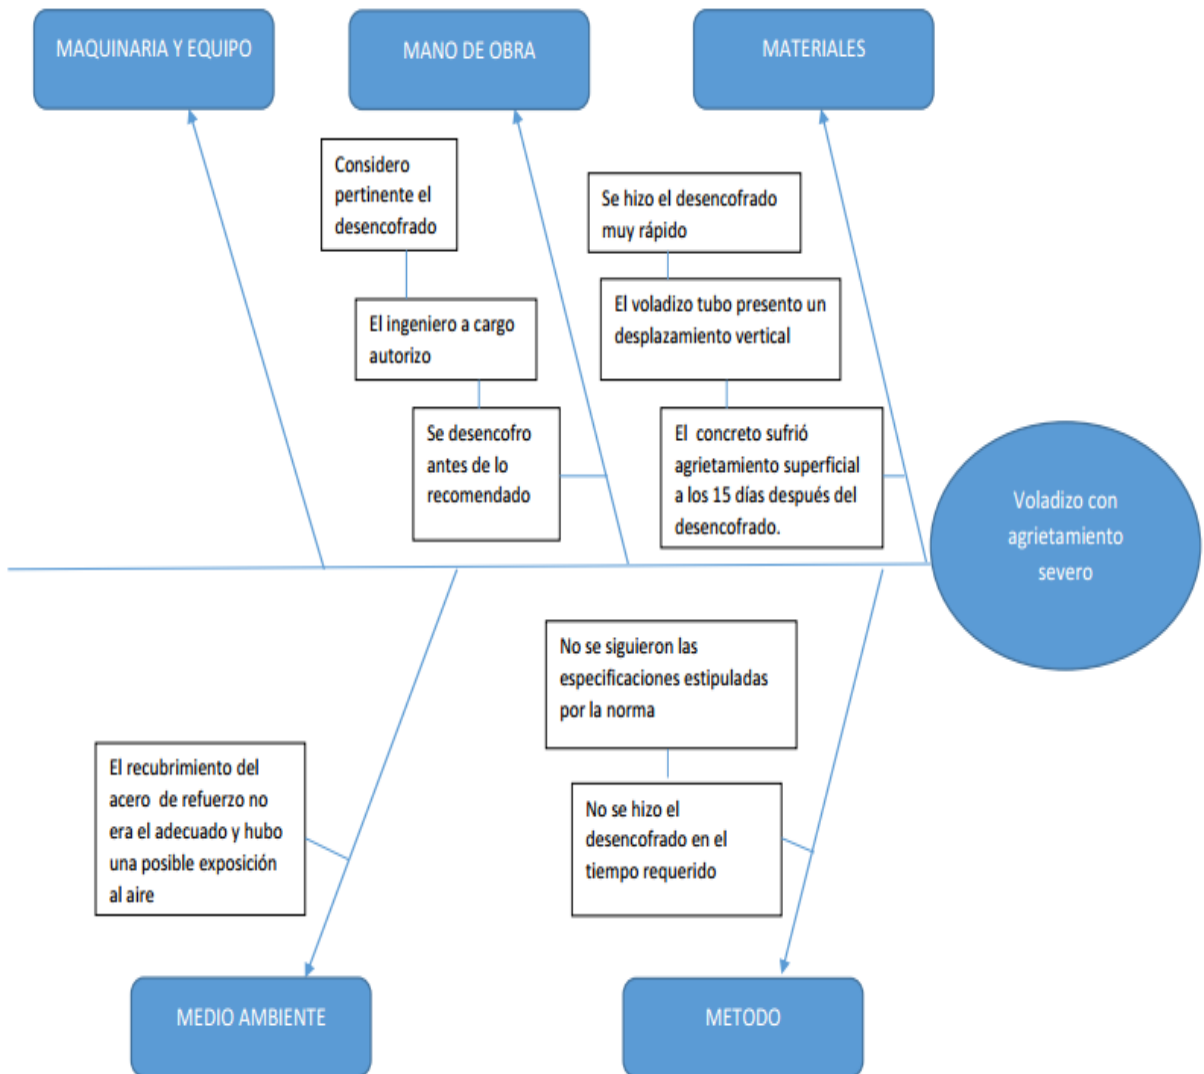 MAQUINARIA Y EQUIPO
MANO DE OBRA
MATERIALES
Considero
pertinente el
desencofrado
Se hizo el desencofrado
muy rápido
El ingeniero a cargo
autorizo
El voladizo tubo presento un
desplazamiento vertical
Se desencofro
antes de lo
recomendado
El concreto sufrió
agrietamiento superficial
a los 15 días después del
desencofrado.
Voladizo con
agrietamiento
severo
No se siguieron las
especificaciones estipuladas
por la norma
El recubrimiento del
acero de refuerzo no
era el adecuado y hubo
una posible exposición
al aire
No se hizo el
desencofrado en el
tiempo requerido
MEDIO AMBIENTE
METODO